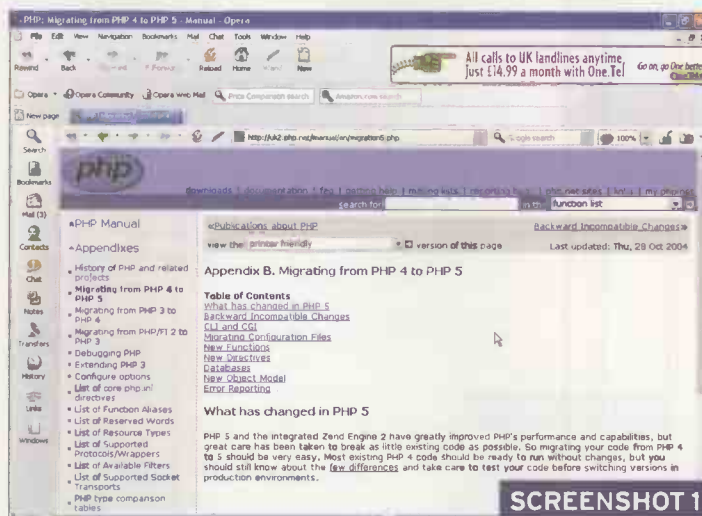 PHP: Migrating from PHP 4 to PHP 5 - Manual - Opera
File Edit View Navigation Bookmarks Mail Chat Tools Window Help
Rewind Back Forward Reload Home Wand New
All calls to UK landlines anytime,
just £14.99 a month with One.Tel
Go on, go One better
One.Tel
Opera Opera Community Opera Web Mail Price Comparison search Amazon.com search
New page
Search
http://uk2.php.net/manual/en/migration5.php
Google search
100%
php
Bookmarks
downloads | documentation | faq | getting help | mailing lists | reporting bugs | php.net sites | links | my php.net
search for in the function list
Mail (3)
Contacts
Chat
Notes
Transfers
History
Links
Windows
PHP Manual
Appendixes
History of PHP and related projects
Migrating from PHP 4 to PHP 5
Migrating from PHP 3 to PHP 4
Migrating from PHP/FI 2 to PHP 3
Debugging PHP
Extending PHP 3
Configure options
List of core php.ini directives
List of Function Aliases
List of Reserved Words
List of Resource Types
List of Supported Protocols/Wrappers
List of Available Filters
List of Supported Socket Transports
PHP type comparison tables
«Publications about PHP
Backward Incompatible Changes»
view the printer friendly version of this page
Last updated: Thu, 28 Oct 2004
Appendix B. Migrating from PHP 4 to PHP 5
Table of Contents
What has changed in PHP 5
Backward Incompatible Changes
CLI and CGI
Migrating Configuration Files
New Functions
New Directives
Databases
New Object Model
Error Reporting
What has changed in PHP 5
PHP 5 and the integrated Zend Engine 2 have greatly improved PHP's performance and capabilities, but
great care has been taken to break as little existing code as possible. So migrating your code from PHP 4
to 5 should be very easy. Most existing PHP 4 code should be ready to run without changes, but you
should still know about the few differences and take care to test your code before switching versions in
production environments.
SCREENSHOT 1